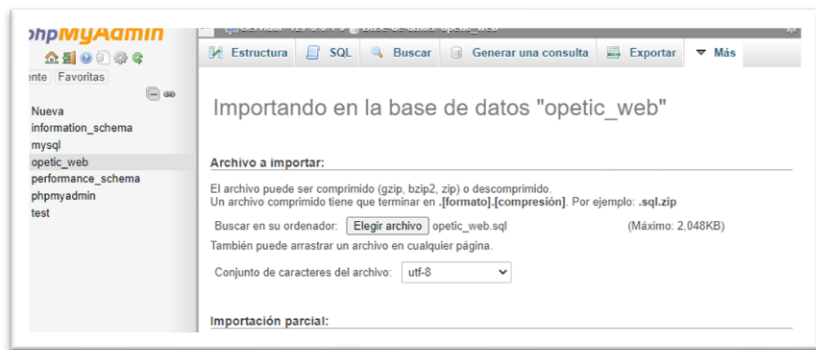 phpMyAdmin
ente Favoritas
Nueva
information_schema
mysql
opetic_web
performance_schema
phpmyadmin
test
Estructura SQL Buscar Generar una consulta Exportar Más
Importando en la base de datos "opetic_web"
Archivo a importar:
El archivo puede ser comprimido (gzip, bzip2, zip) o descomprimido.
Un archivo comprimido tiene que terminar en .[formato].[compresión]. Por ejemplo: .sql.zip
Buscar en su ordenador: Elegir archivo opetic_web.sql (Máximo: 2,048KB)
También puede arrastrar un archivo en cualquier página.
Conjunto de caracteres del archivo: utf-8
Importación parcial: